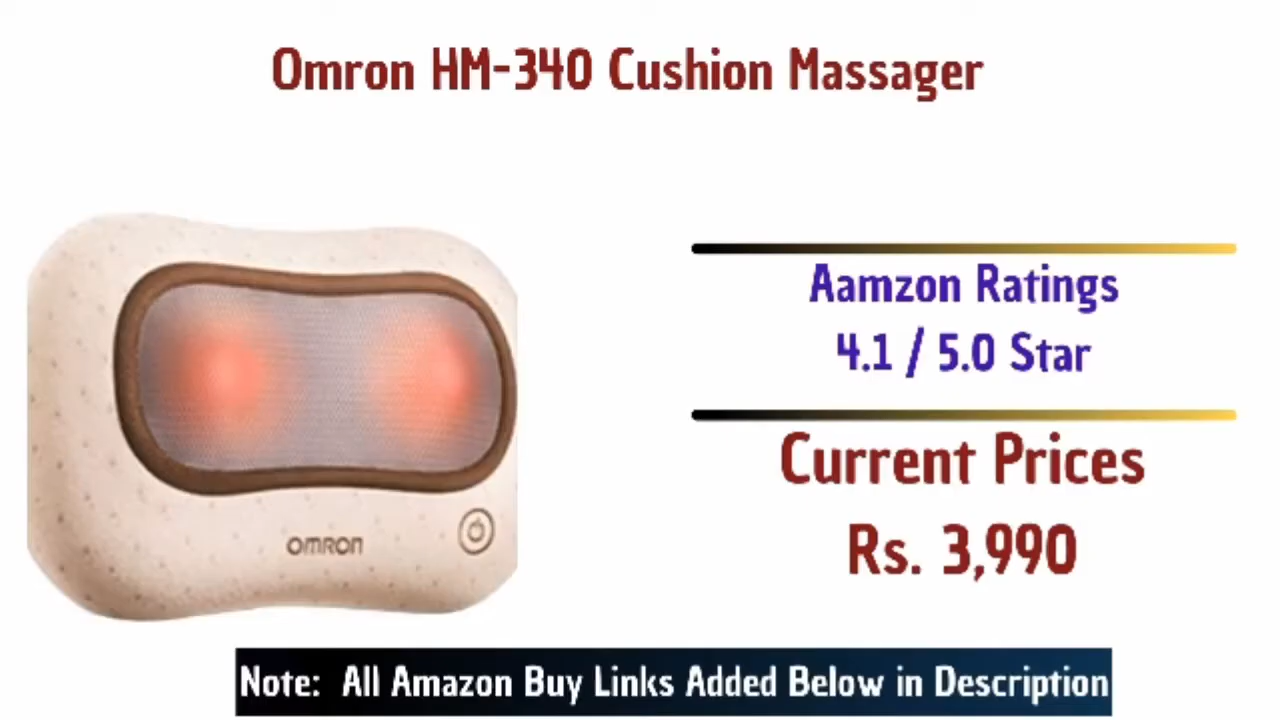 Omron HM-340 Cushion Massager
Aamzon Ratings
4.1 / 5.0 Star
Current Prices
Rs. 3,990
OMRON
Note: All Amazon Buy Links Added Below in Description